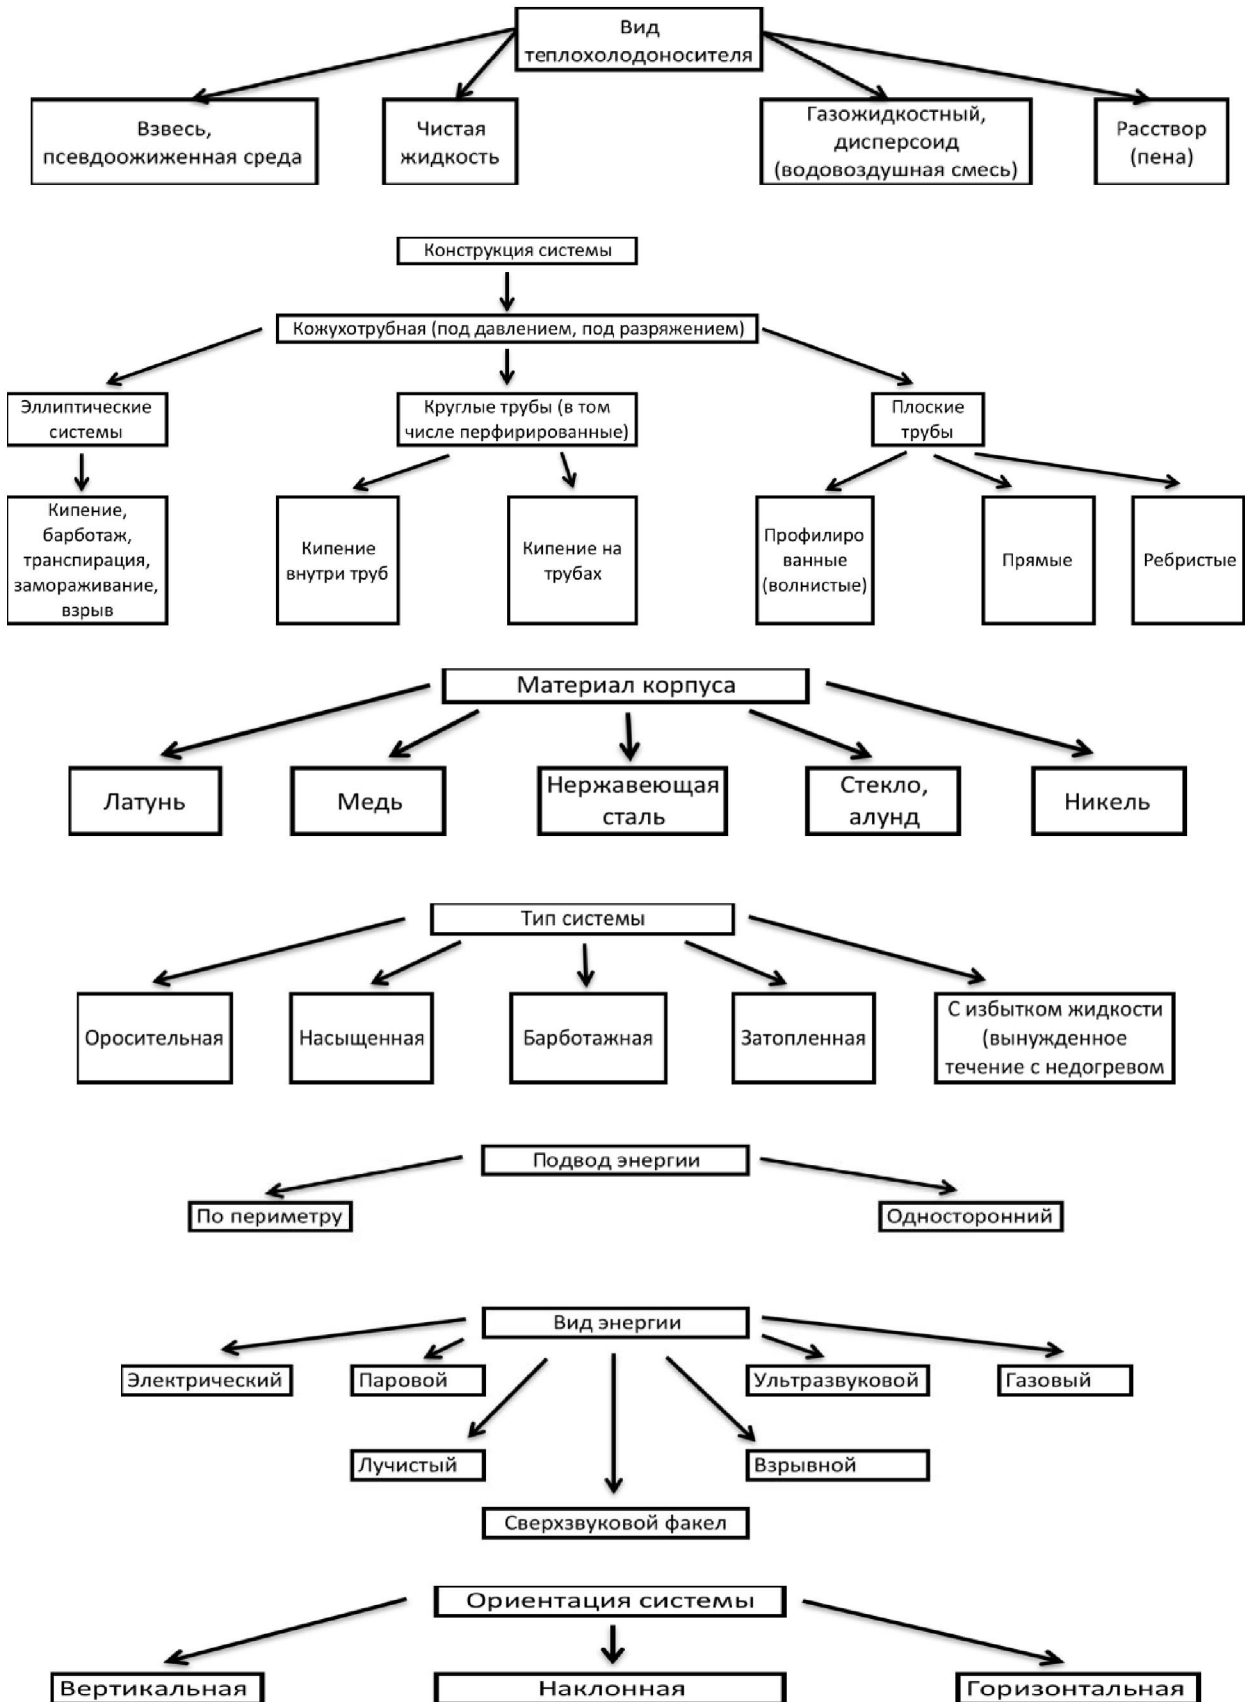 Вид
теплохолодоносителя
Взвесь,
псевдоожиженная среда
Чистая
жидкость
Газожидкостный,
дисперсоид
(водовоздушная смесь)
Расствор
(пена)
Конструкция системы
Кожухотрубная (под давлением, под разряжением)
Эллиптические
системы
Круглые трубы (в том
числе перфирированные)
Плоские
трубы
Кипение,
барботаж,
транспирация,
замораживание,
взрыв
Кипение
внутри труб
Кипение на
трубах
Профилиро
ванные
(волнистые)
Прямые
Ребристые
Материал корпуса
Латунь
Медь
Нержавеющая
сталь
Стекло,
алунд
Никель
Тип системы
Оросительная
Насыщенная
Барботажная
Затопленная
С избытком жидкости
(вынужденное
течение с недогревом
Подвод энергии
По периметру
Односторонний
Вид энергии
Электрический
Паровой
Ультразвуковой
Газовый
Лучистый
Взрывной
Сверхзвуковой факел
Ориентация системы
Вертикальная
Наклонная
Горизонтальная